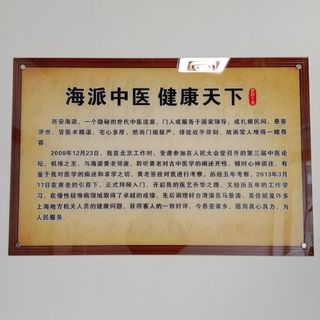 海派中医 健康天下
西安海派，一个隐秘的世代中医流派，门人或服务于国家领导，或扎根民间，悬壶
济世，皆医术精湛，宅心多厚，然而门规极严，择徒近乎苛刻，故而常人难得一睹尊
容。
2008年12月23日，我在北京工作时，受邀参加在人民大会堂召开的第三届中医论
坛，机缘之至，与海派黄老邻座，聆听黄老对古中医学的阐述开悟，顿时心钟俱往，有
鉴于我对医学的痴迷和求学之切，黄老答应对我进行考察，历经五年考察，2013年3月
17日在黄老的引荐下，正式拜师入门，开启我的医艺升华之路，又经历五年的工作学
习，在慢性疑难病领域取得了卓越的成绩，先后调理好台湾演员马景涛、吴佳妮及许多
上海地方机关人员的健康问题，获得客人的一致好评，今悬壶家乡，愿用真心真力，为
人民服务。